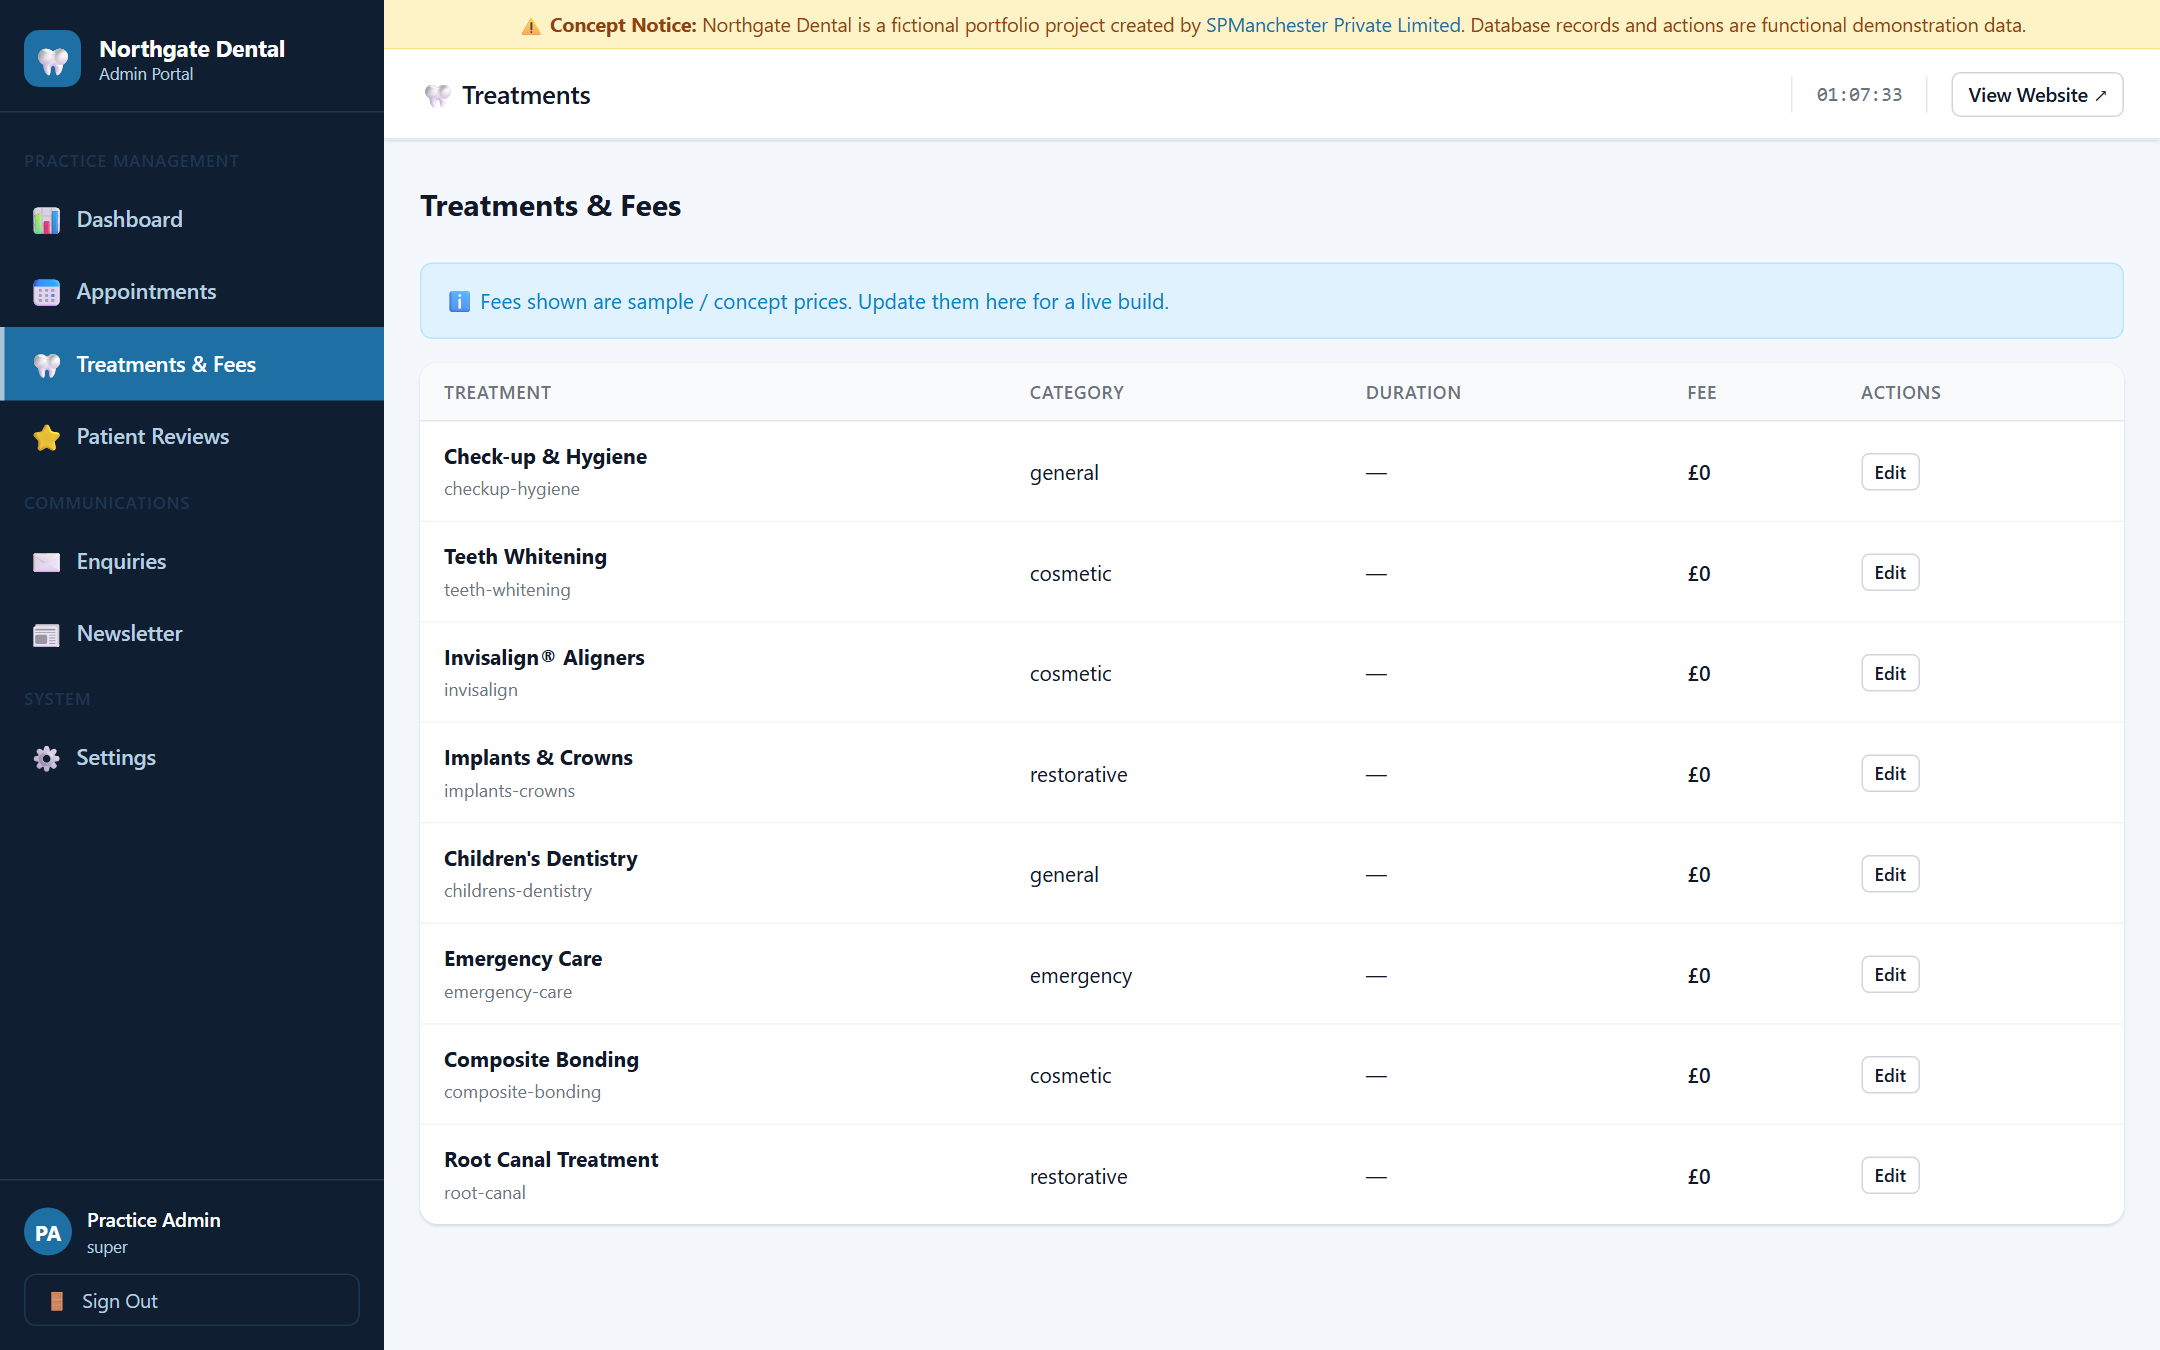 Northgate Dental
Admin Portal
PRACTICE MANAGEMENT
Dashboard
Appointments
Treatments & Fees
Patient Reviews
COMMUNICATIONS
Enquiries
Newsletter
SYSTEM
Settings
PA
Practice Admin
super
Sign Out
Concept Notice: Northgate Dental is a fictional portfolio project created by SPManchester Private Limited. Database records and actions are functional demonstration data.
Treatments
01:07:33
View Website ↗
Treatments & Fees
Fees shown are sample / concept prices. Update them here for a live build.
TREATMENT CATEGORY DURATION FEE ACTIONS
Check-up & Hygiene
checkup-hygiene
general — £0 Edit
Teeth Whitening
teeth-whitening
cosmetic — £0 Edit
Invisalign® Aligners
invisalign
cosmetic — £0 Edit
Implants & Crowns
implants-crowns
restorative — £0 Edit
Children's Dentistry
childrens-dentistry
general — £0 Edit
Emergency Care
emergency-care
emergency — £0 Edit
Composite Bonding
composite-bonding
cosmetic — £0 Edit
Root Canal Treatment
root-canal
restorative — £0 Edit